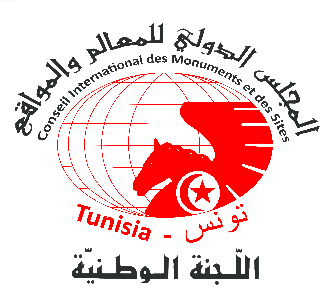 المجلس الدولي للمعالم والمواقع
Conseil International des Monuments et des Sites
Tunisia - تونس
اللّجنة الوطنيّة